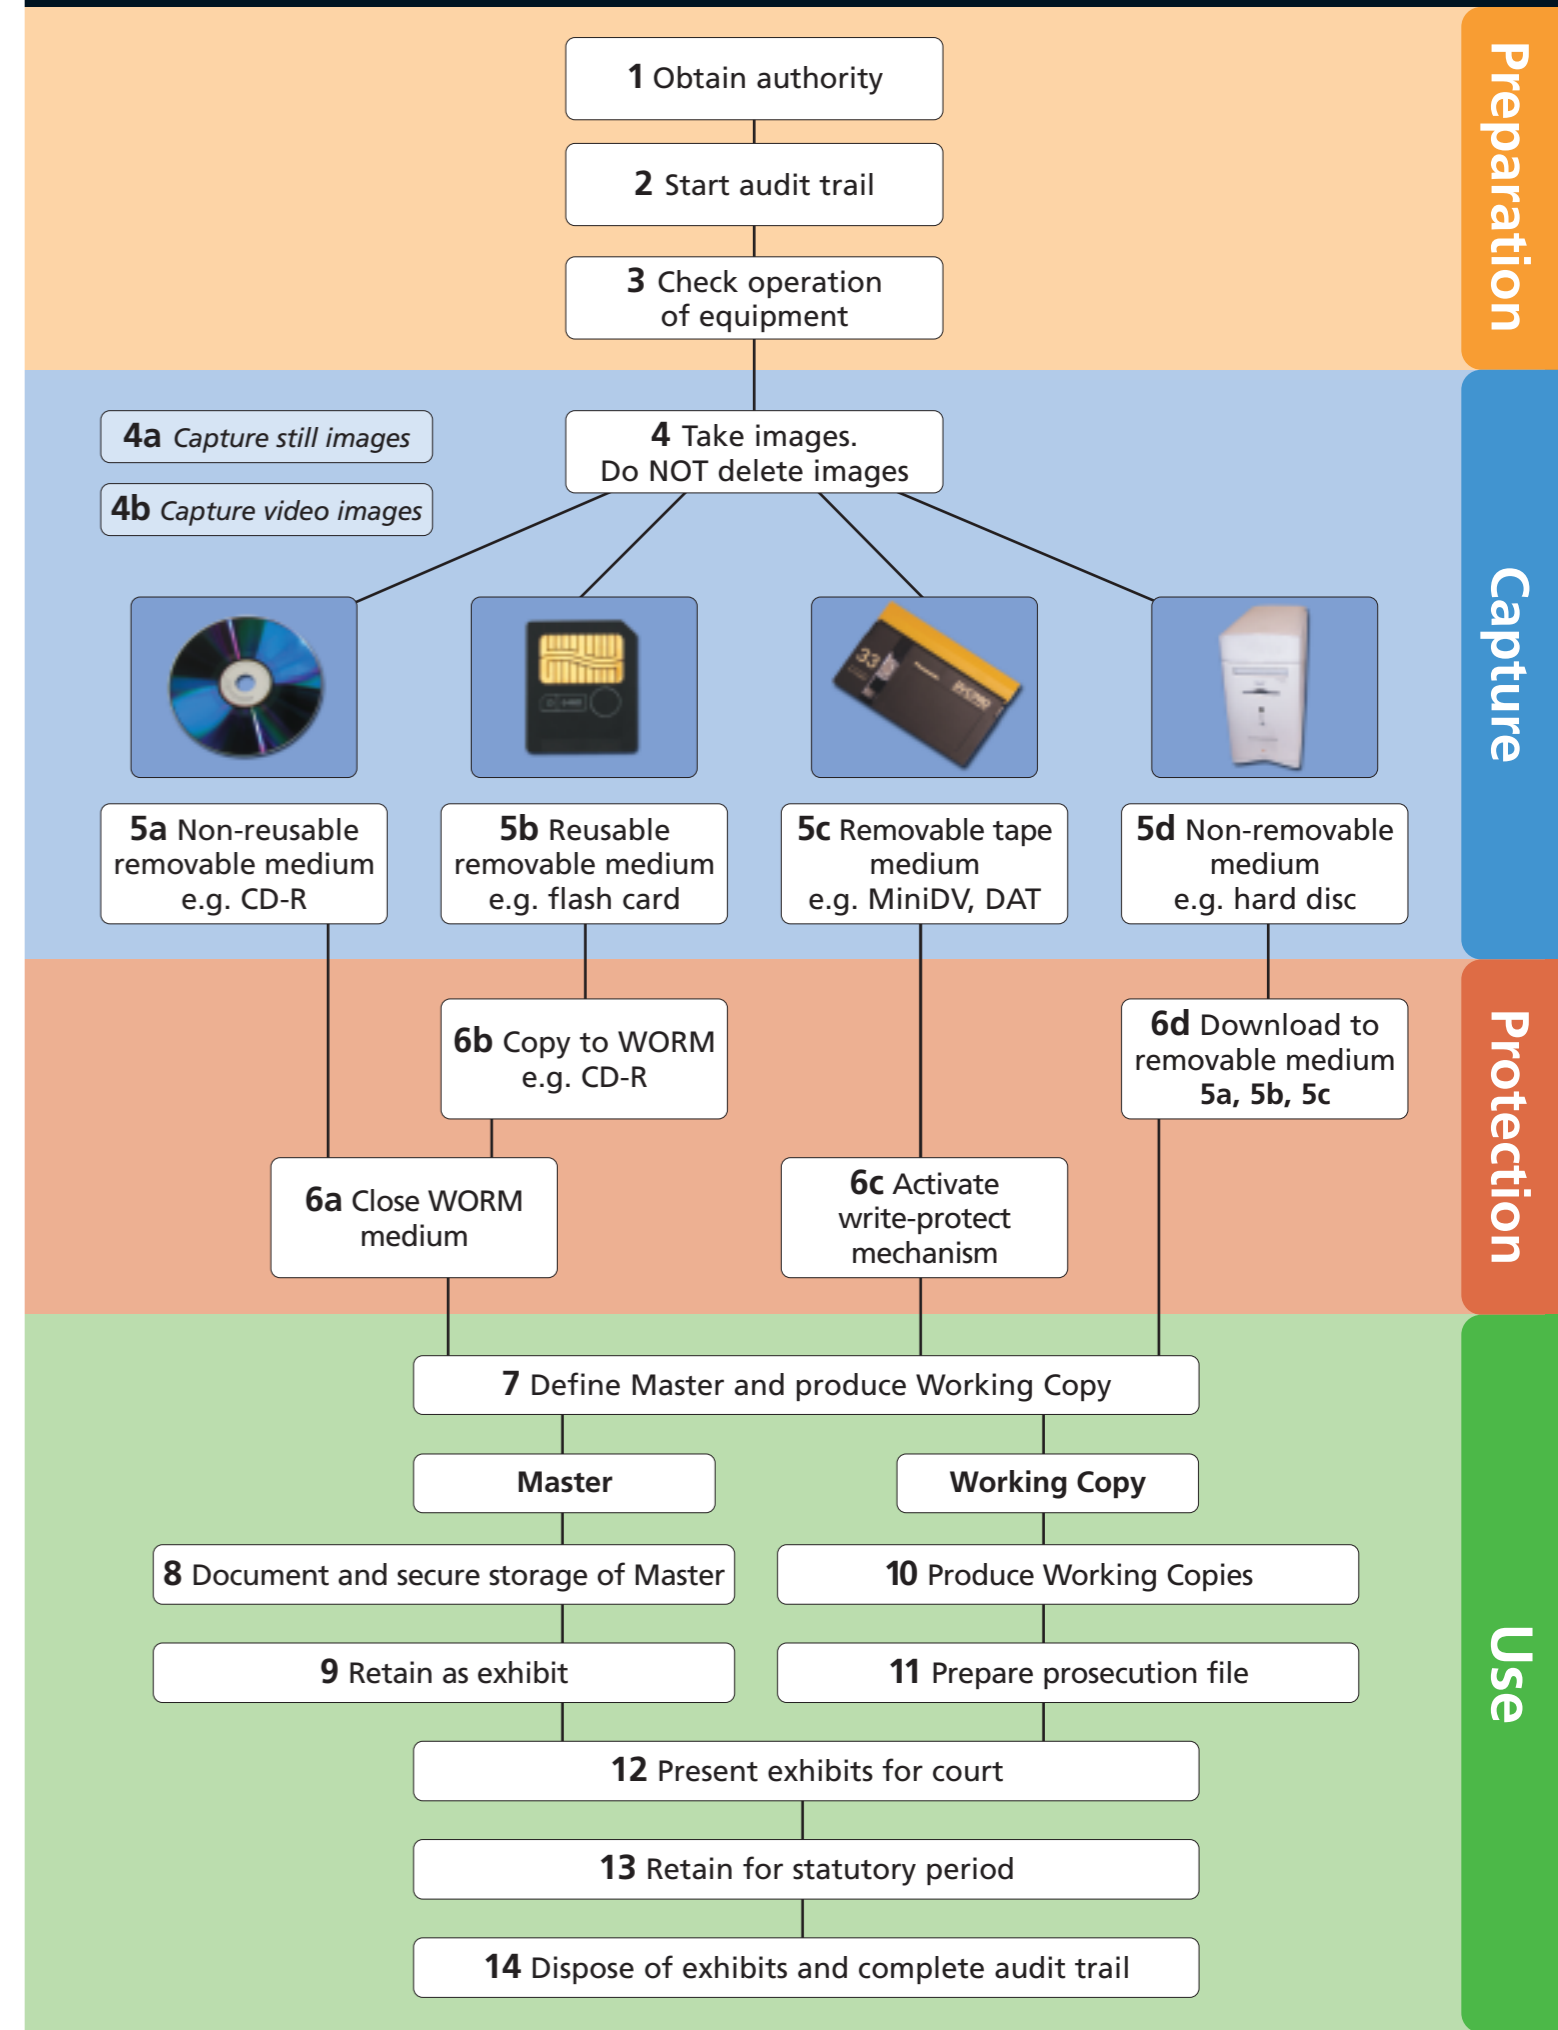 1 Obtain authority
2 Start audit trail
3 Check operation
of equipment
Preparation
4a Capture still images
4b Capture video images
4 Take images.
Do NOT delete images
33
5a Non-reusable
removable medium
e.g. CD-R
5b Reusable
removable medium
e.g. flash card
5c Removable tape
medium
e.g. MiniDV, DAT
5d Non-removable
medium
e.g. hard disc
Capture
6b Copy to WORM
e.g. CD-R
6d Download to
removable medium
5a, 5b, 5c
6a Close WORM
medium
6c Activate
write-protect
mechanism
Protection
7 Define Master and produce Working Copy
Master
Working Copy
8 Document and secure storage of Master
10 Produce Working Copies
9 Retain as exhibit
11 Prepare prosecution file
12 Present exhibits for court
13 Retain for statutory period
14 Dispose of exhibits and complete audit trail
Use